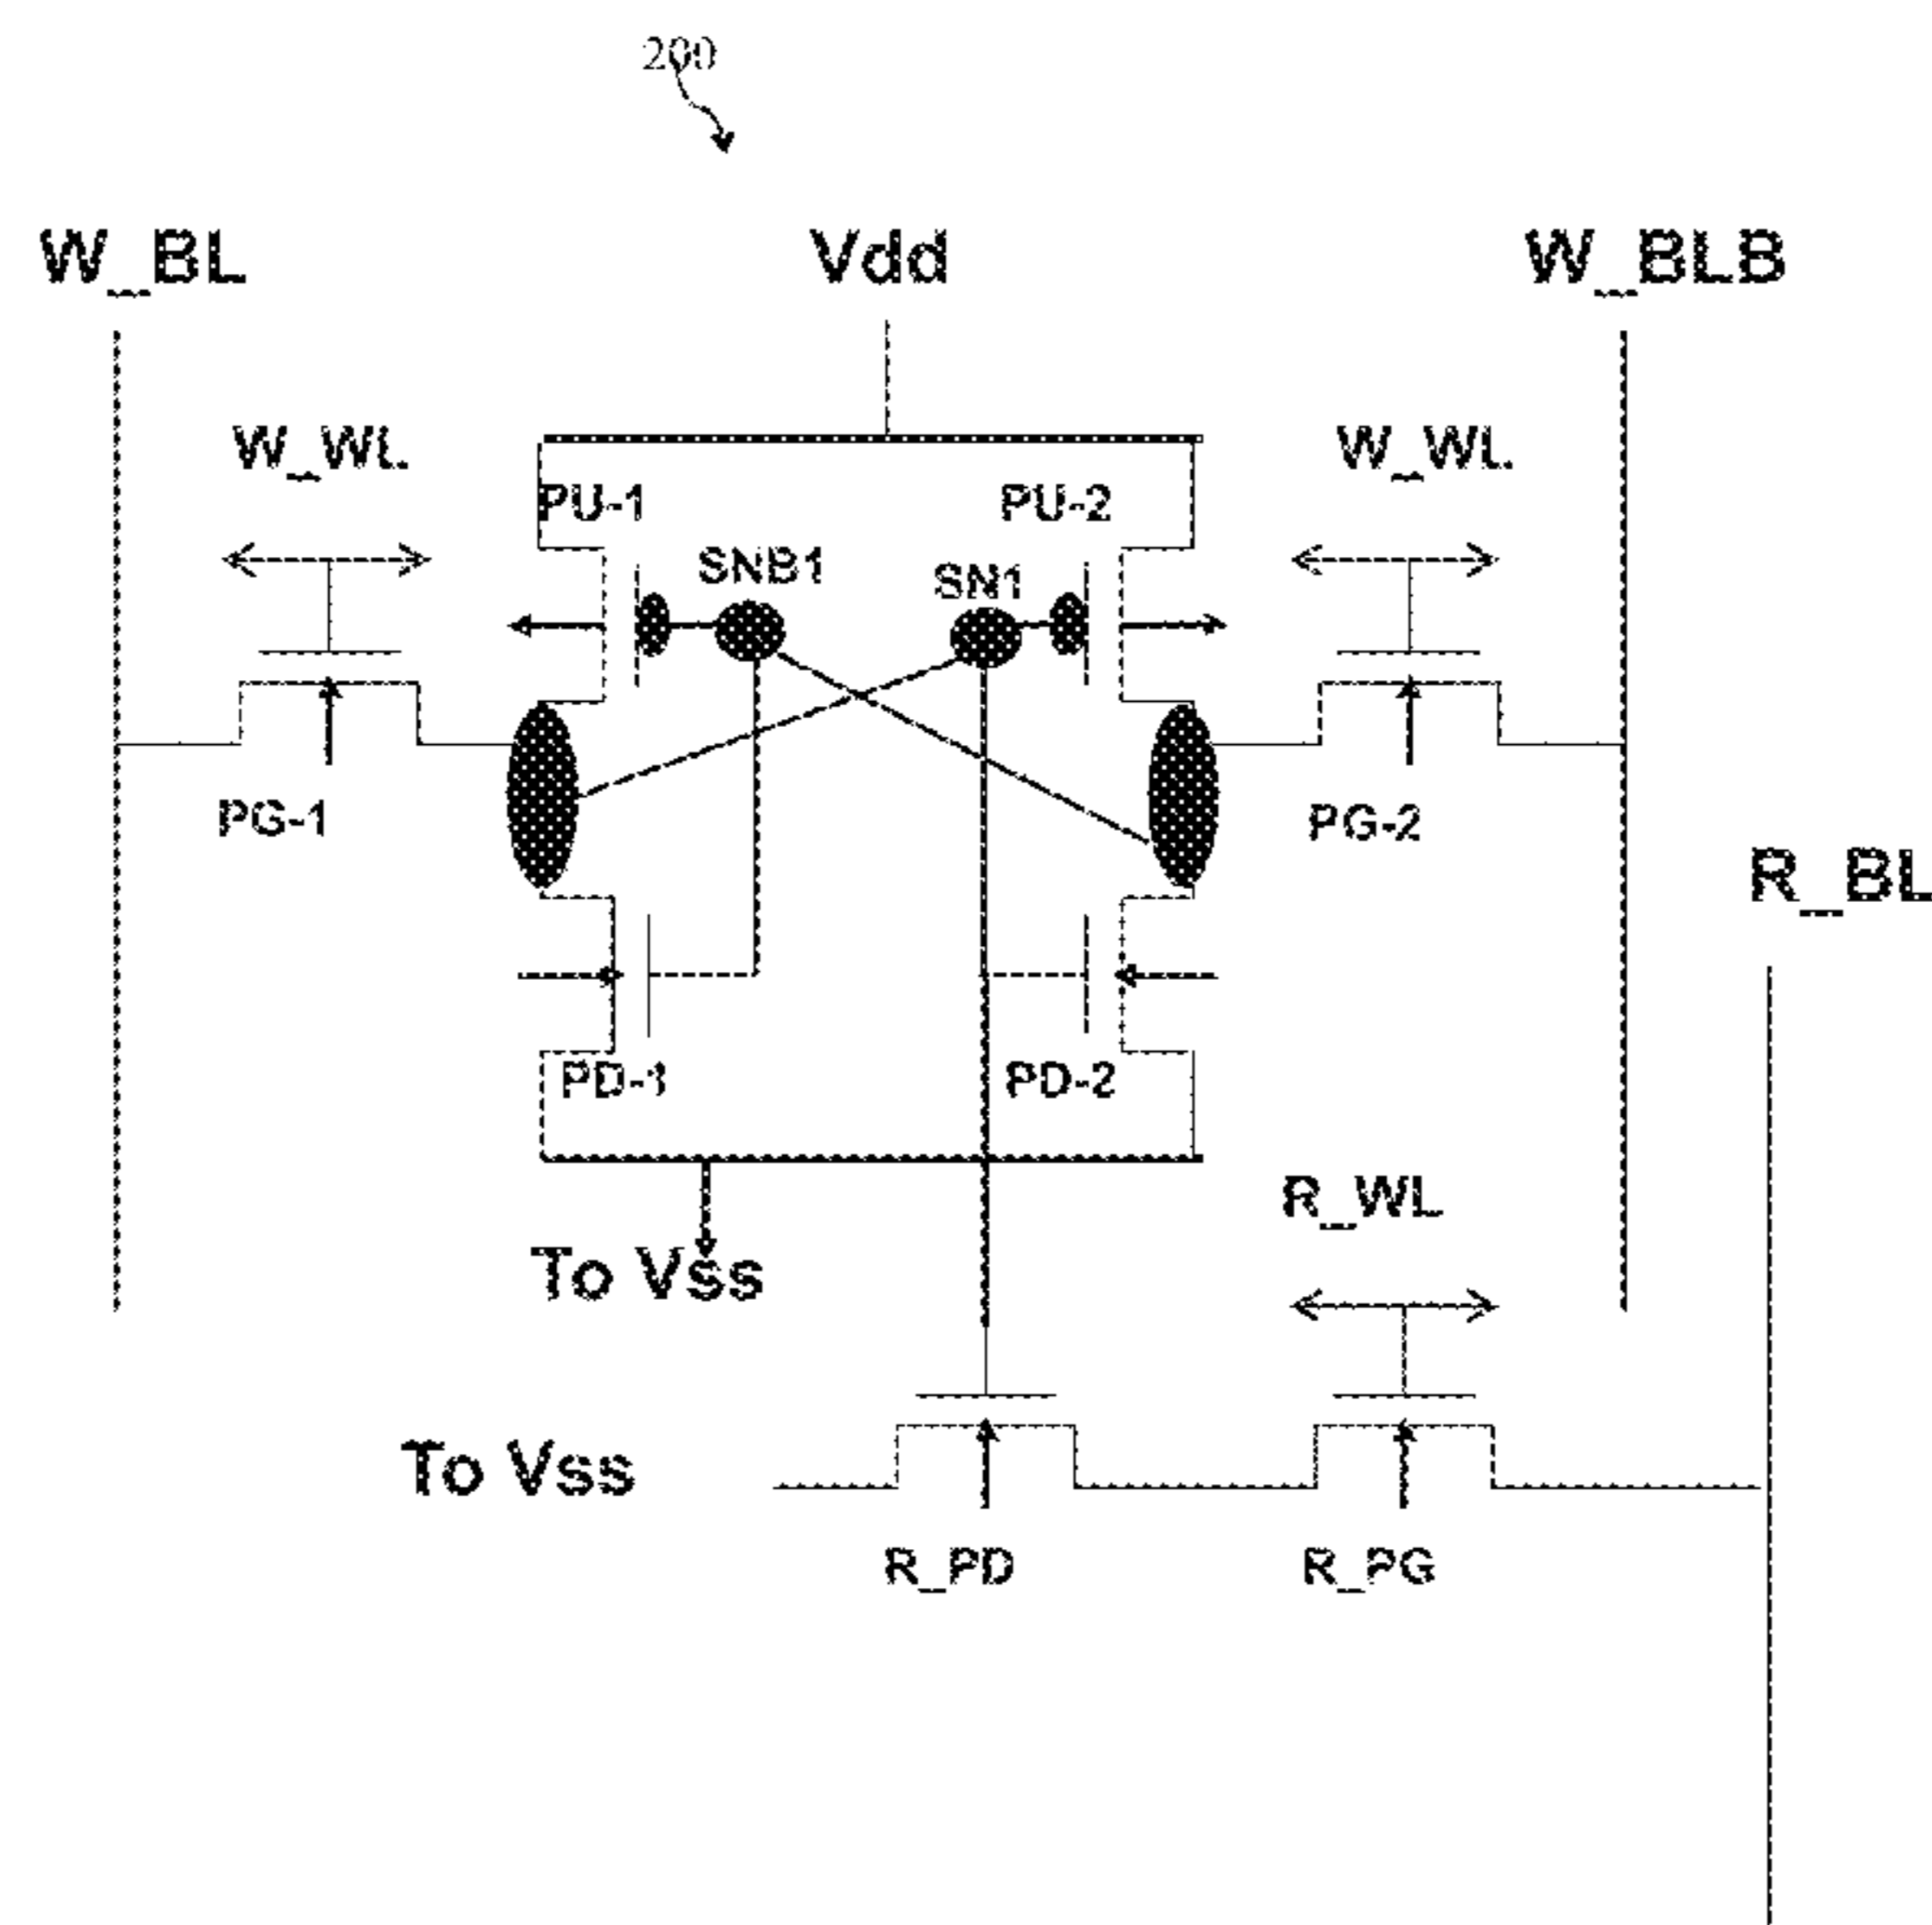 200
W_BL Vdd W_BLB
W_WL W_WL
PU-1 PU-2
SNB1 SN1
PG-1 PG-2
R_BL
PD-1 PD-2
R_WL
To Vss
To Vss
R_PD R_PG